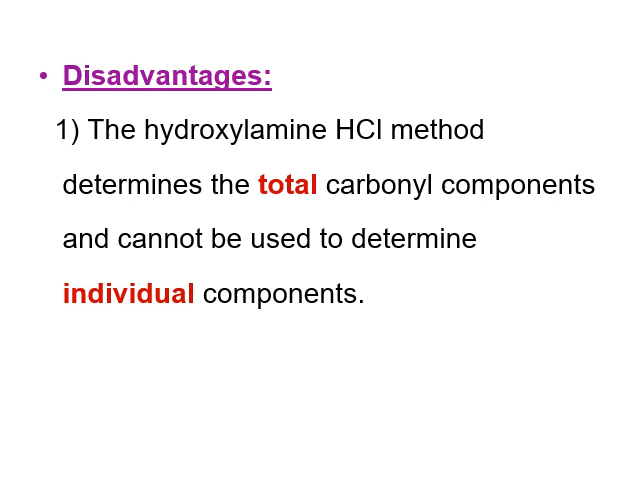 • Disadvantages:
1) The hydroxylamine HCl method
determines the total carbonyl components
and cannot be used to determine
individual components.